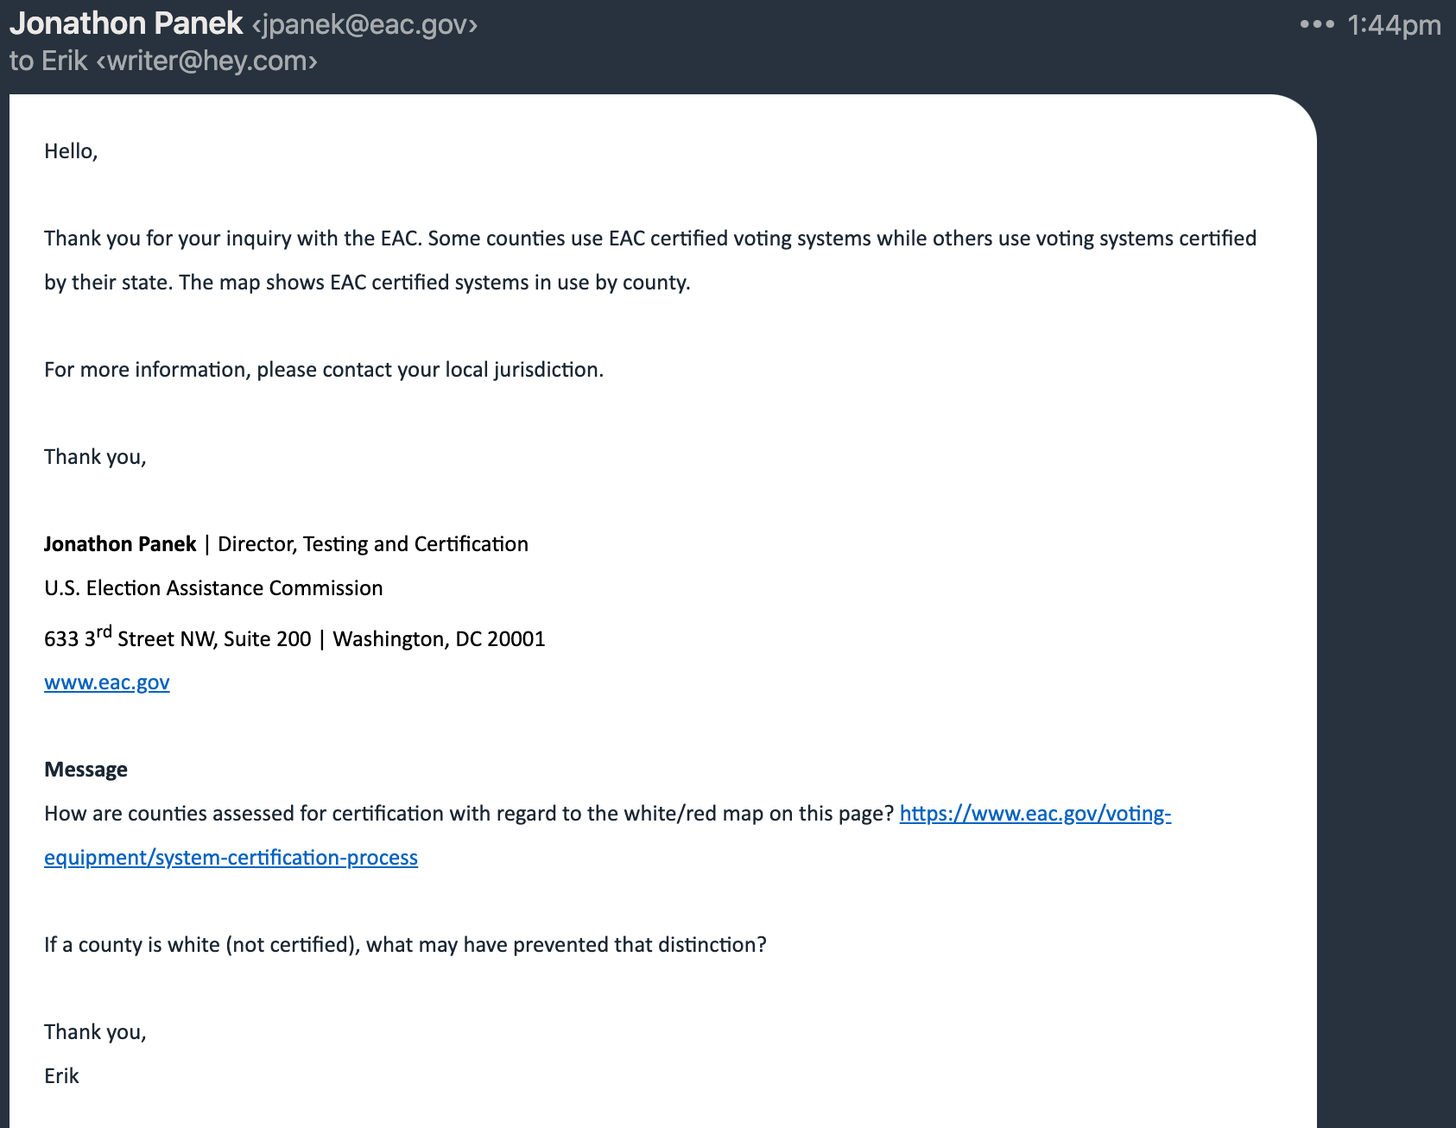 Jonathon Panek <jpanek@eac.gov> ••• 1:44pm
to Erik <writer@hey.com>
Hello,
Thank you for your inquiry with the EAC. Some counties use EAC certified voting systems while others use voting systems certified
by their state. The map shows EAC certified systems in use by county.
For more information, please contact your local jurisdiction.
Thank you,
Jonathon Panek | Director, Testing and Certification
U.S. Election Assistance Commission
633 3rd Street NW, Suite 200 | Washington, DC 20001
www.eac.gov
Message
How are counties assessed for certification with regard to the white/red map on this page? https://www.eac.gov/voting-
equipment/system-certification-process
If a county is white (not certified), what may have prevented that distinction?
Thank you,
Erik